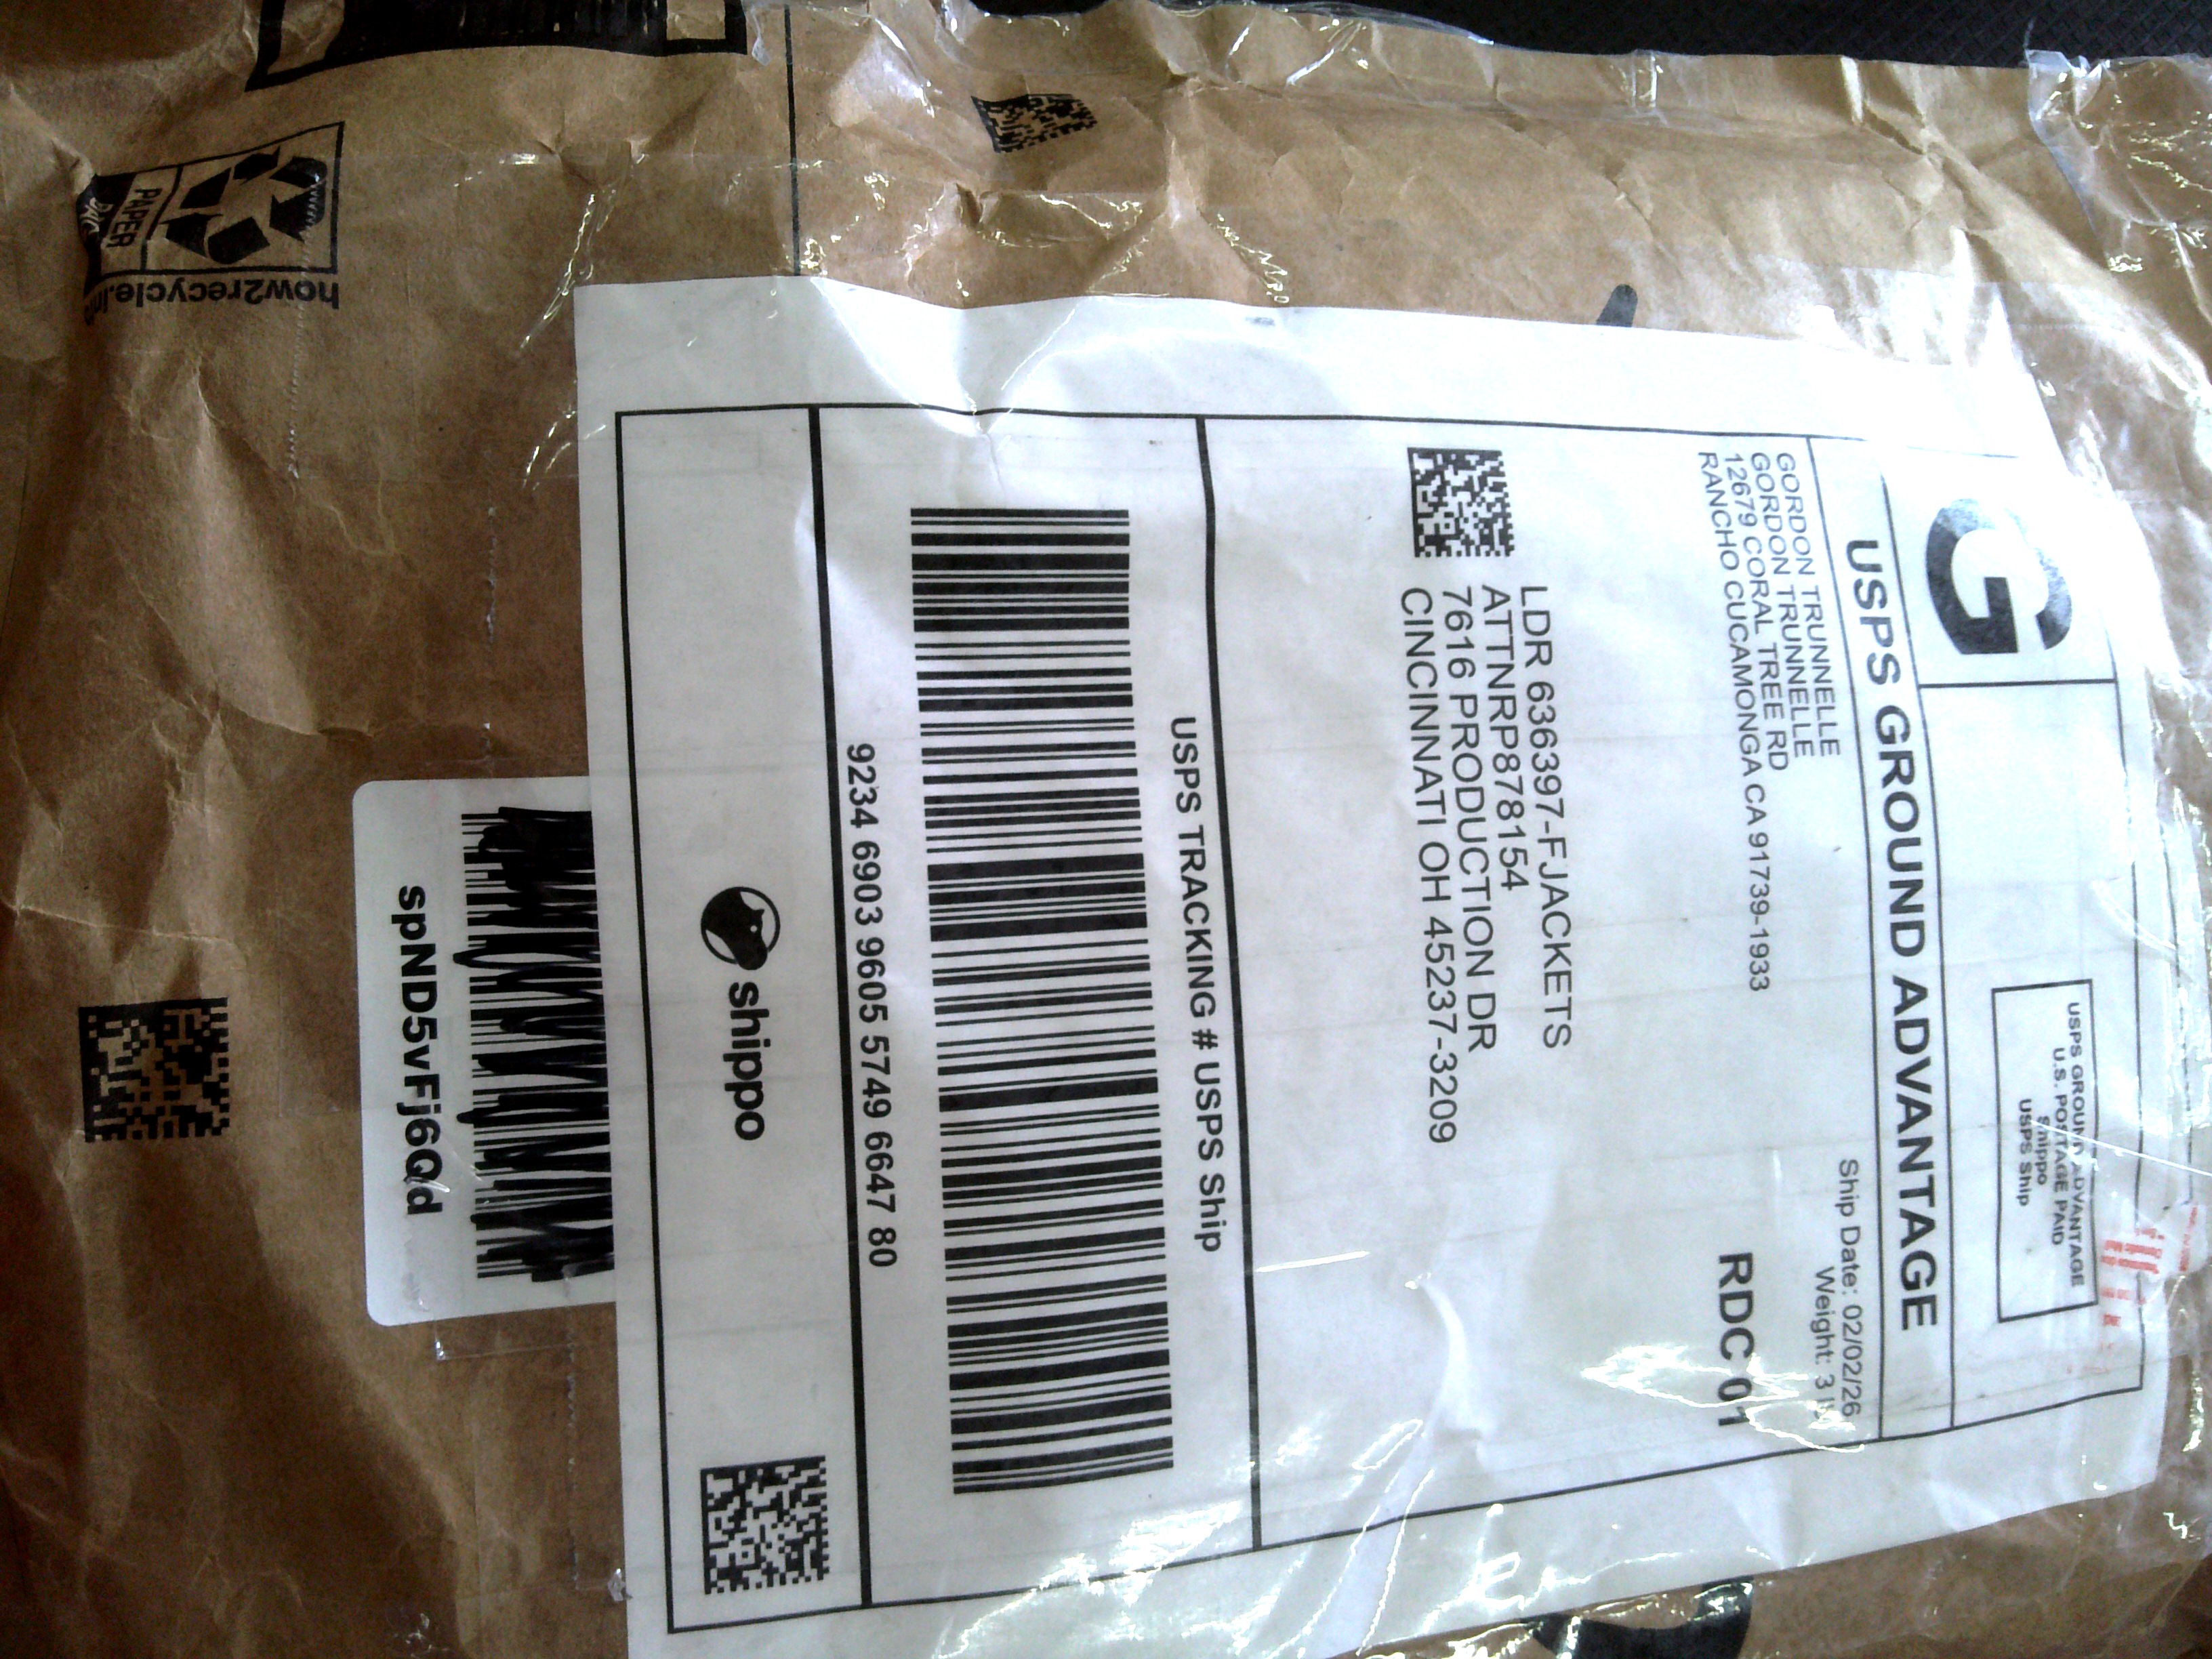 G
USPS GROUND ADVANTAGE
U.S. POSTAGE PAID
Shippo
USPS Ship
USPS GROUND ADVANTAGE
GORDON TRUNNELLE
GORDON TRUNNELLE
12679 CORAL TREE RD
RANCHO CUCAMONGA CA 91739-1933
Ship Date: 02/02/26
Weight: 3
RDC 01
LDR 636397-FJACKETS
ATTNRP878154
7616 PRODUCTION DR
CINCINNATI OH 45237-3209
USPS TRACKING # USPS Ship
9234 6903 9605 5749 6647 80
shippo
spND5vFj6Qd
PAPER
BAG
how2recycle.info